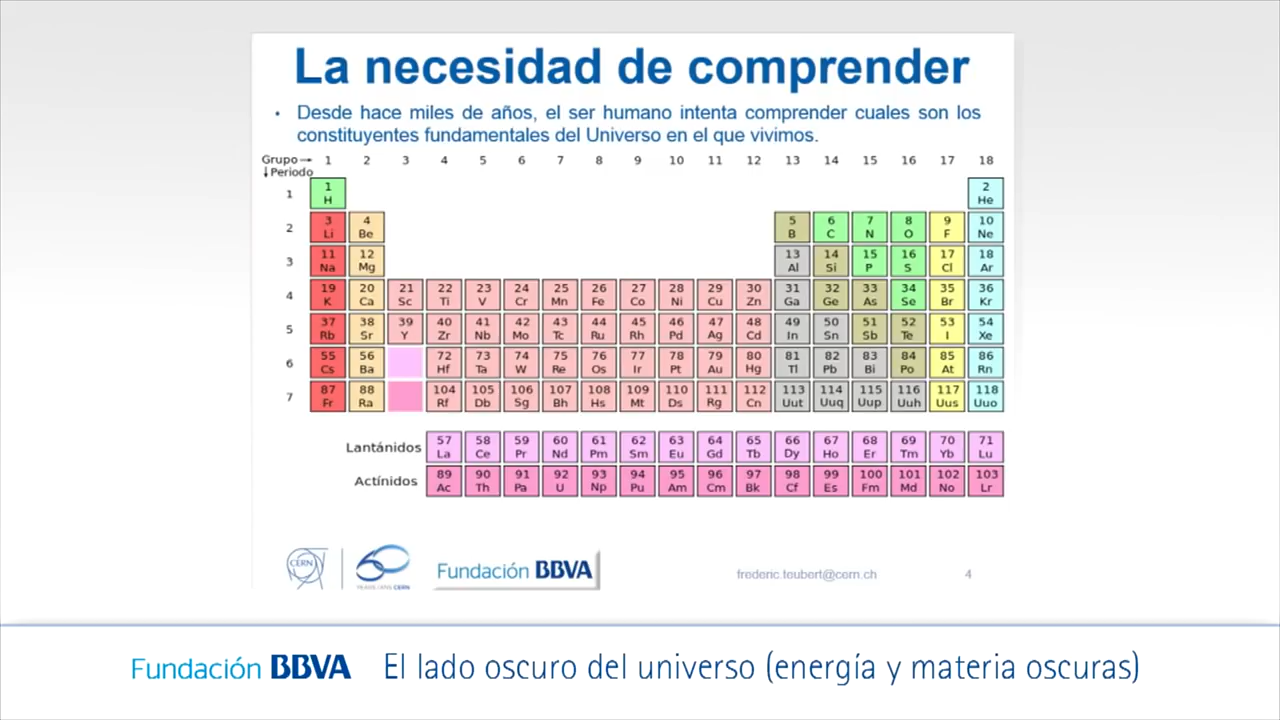 La necesidad de comprender
• Desde hace miles de años, el ser humano intenta comprender cuales son los
constituyentes fundamentales del Universo en el que vivimos.
Grupo→ 1 2 3 4 5 6 7 8 9 10 11 12 13 14 15 16 17 18
↓Periodo
1 2
1 H He
3 4 5 6 7 8 9 10
2 Li Be B C N O F Ne
11 12 13 14 15 16 17 18
3 Na Mg Al Si P S Cl Ar
19 20 21 22 23 24 25 26 27 28 29 30 31 32 33 34 35 36
4 K Ca Sc Ti V Cr Mn Fe Co Ni Cu Zn Ga Ge As Se Br Kr
37 38 39 40 41 42 43 44 45 46 47 48 49 50 51 52 53 54
5 Rb Sr Y Zr Nb Mo Tc Ru Rh Pd Ag Cd In Sn Sb Te I Xe
55 56 72 73 74 75 76 77 78 79 80 81 82 83 84 85 86
6 Cs Ba Hf Ta W Re Os Ir Pt Au Hg Tl Pb Bi Po At Rn
87 88 104 105 106 107 108 109 110 111 112 113 114 115 116 117 118
7 Fr Ra Rf Db Sg Bh Hs Mt Ds Rg Cn Uut Uuq Uup Uuh Uus Uuo
57 58 59 60 61 62 63 64 65 66 67 68 69 70 71
Lantánidos La Ce Pr Nd Pm Sm Eu Gd Tb Dy Ho Er Tm Yb Lu
89 90 91 92 93 94 95 96 97 98 99 100 101 102 103
Actínidos Ac Th Pa U Np Pu Am Cm Bk Cf Es Fm Md No Lr
CERN 60 CERN Fundación BBVA frederic.teubert@cern.ch 4
Fundación BBVA El lado oscuro del universo (energía y materia oscuras)